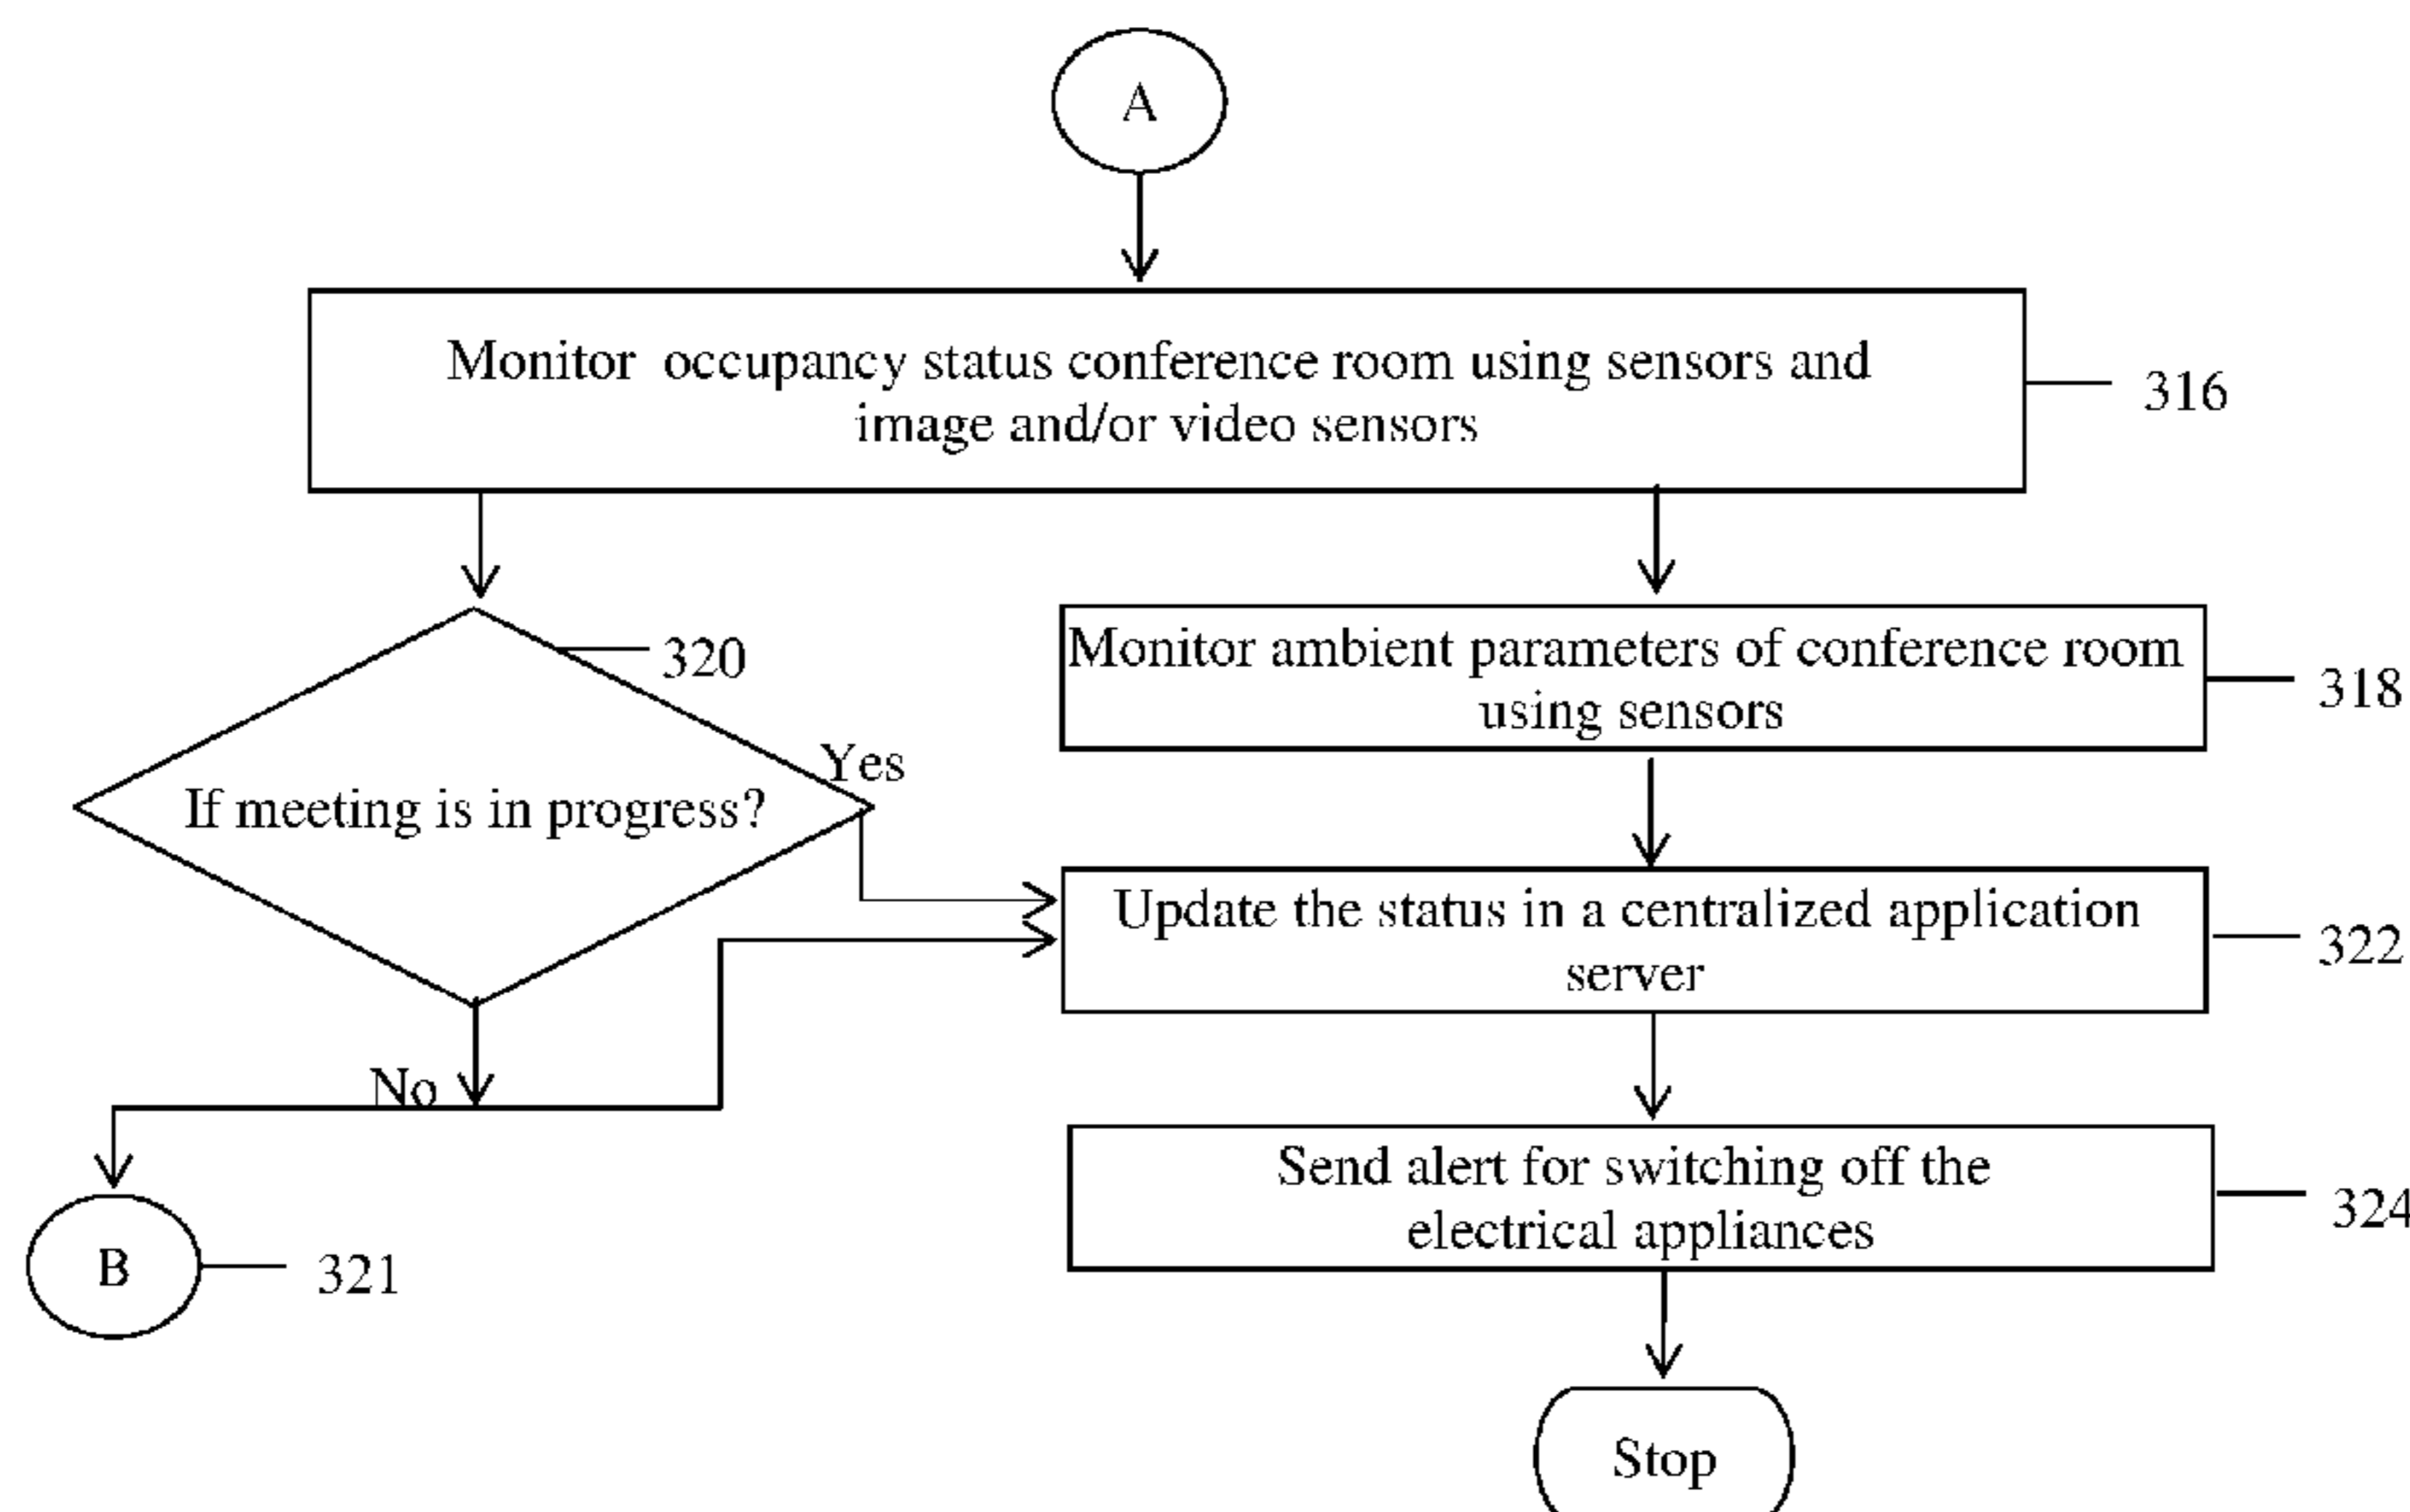 A
Monitor occupancy status conference room using sensors and
image and/or video sensors
316
320
Monitor ambient parameters of conference room
using sensors
318
Yes
If meeting is in progress?
Update the status in a centralized application
server
322
No
Send alert for switching off the
electrical appliances
324
B
321
Stop